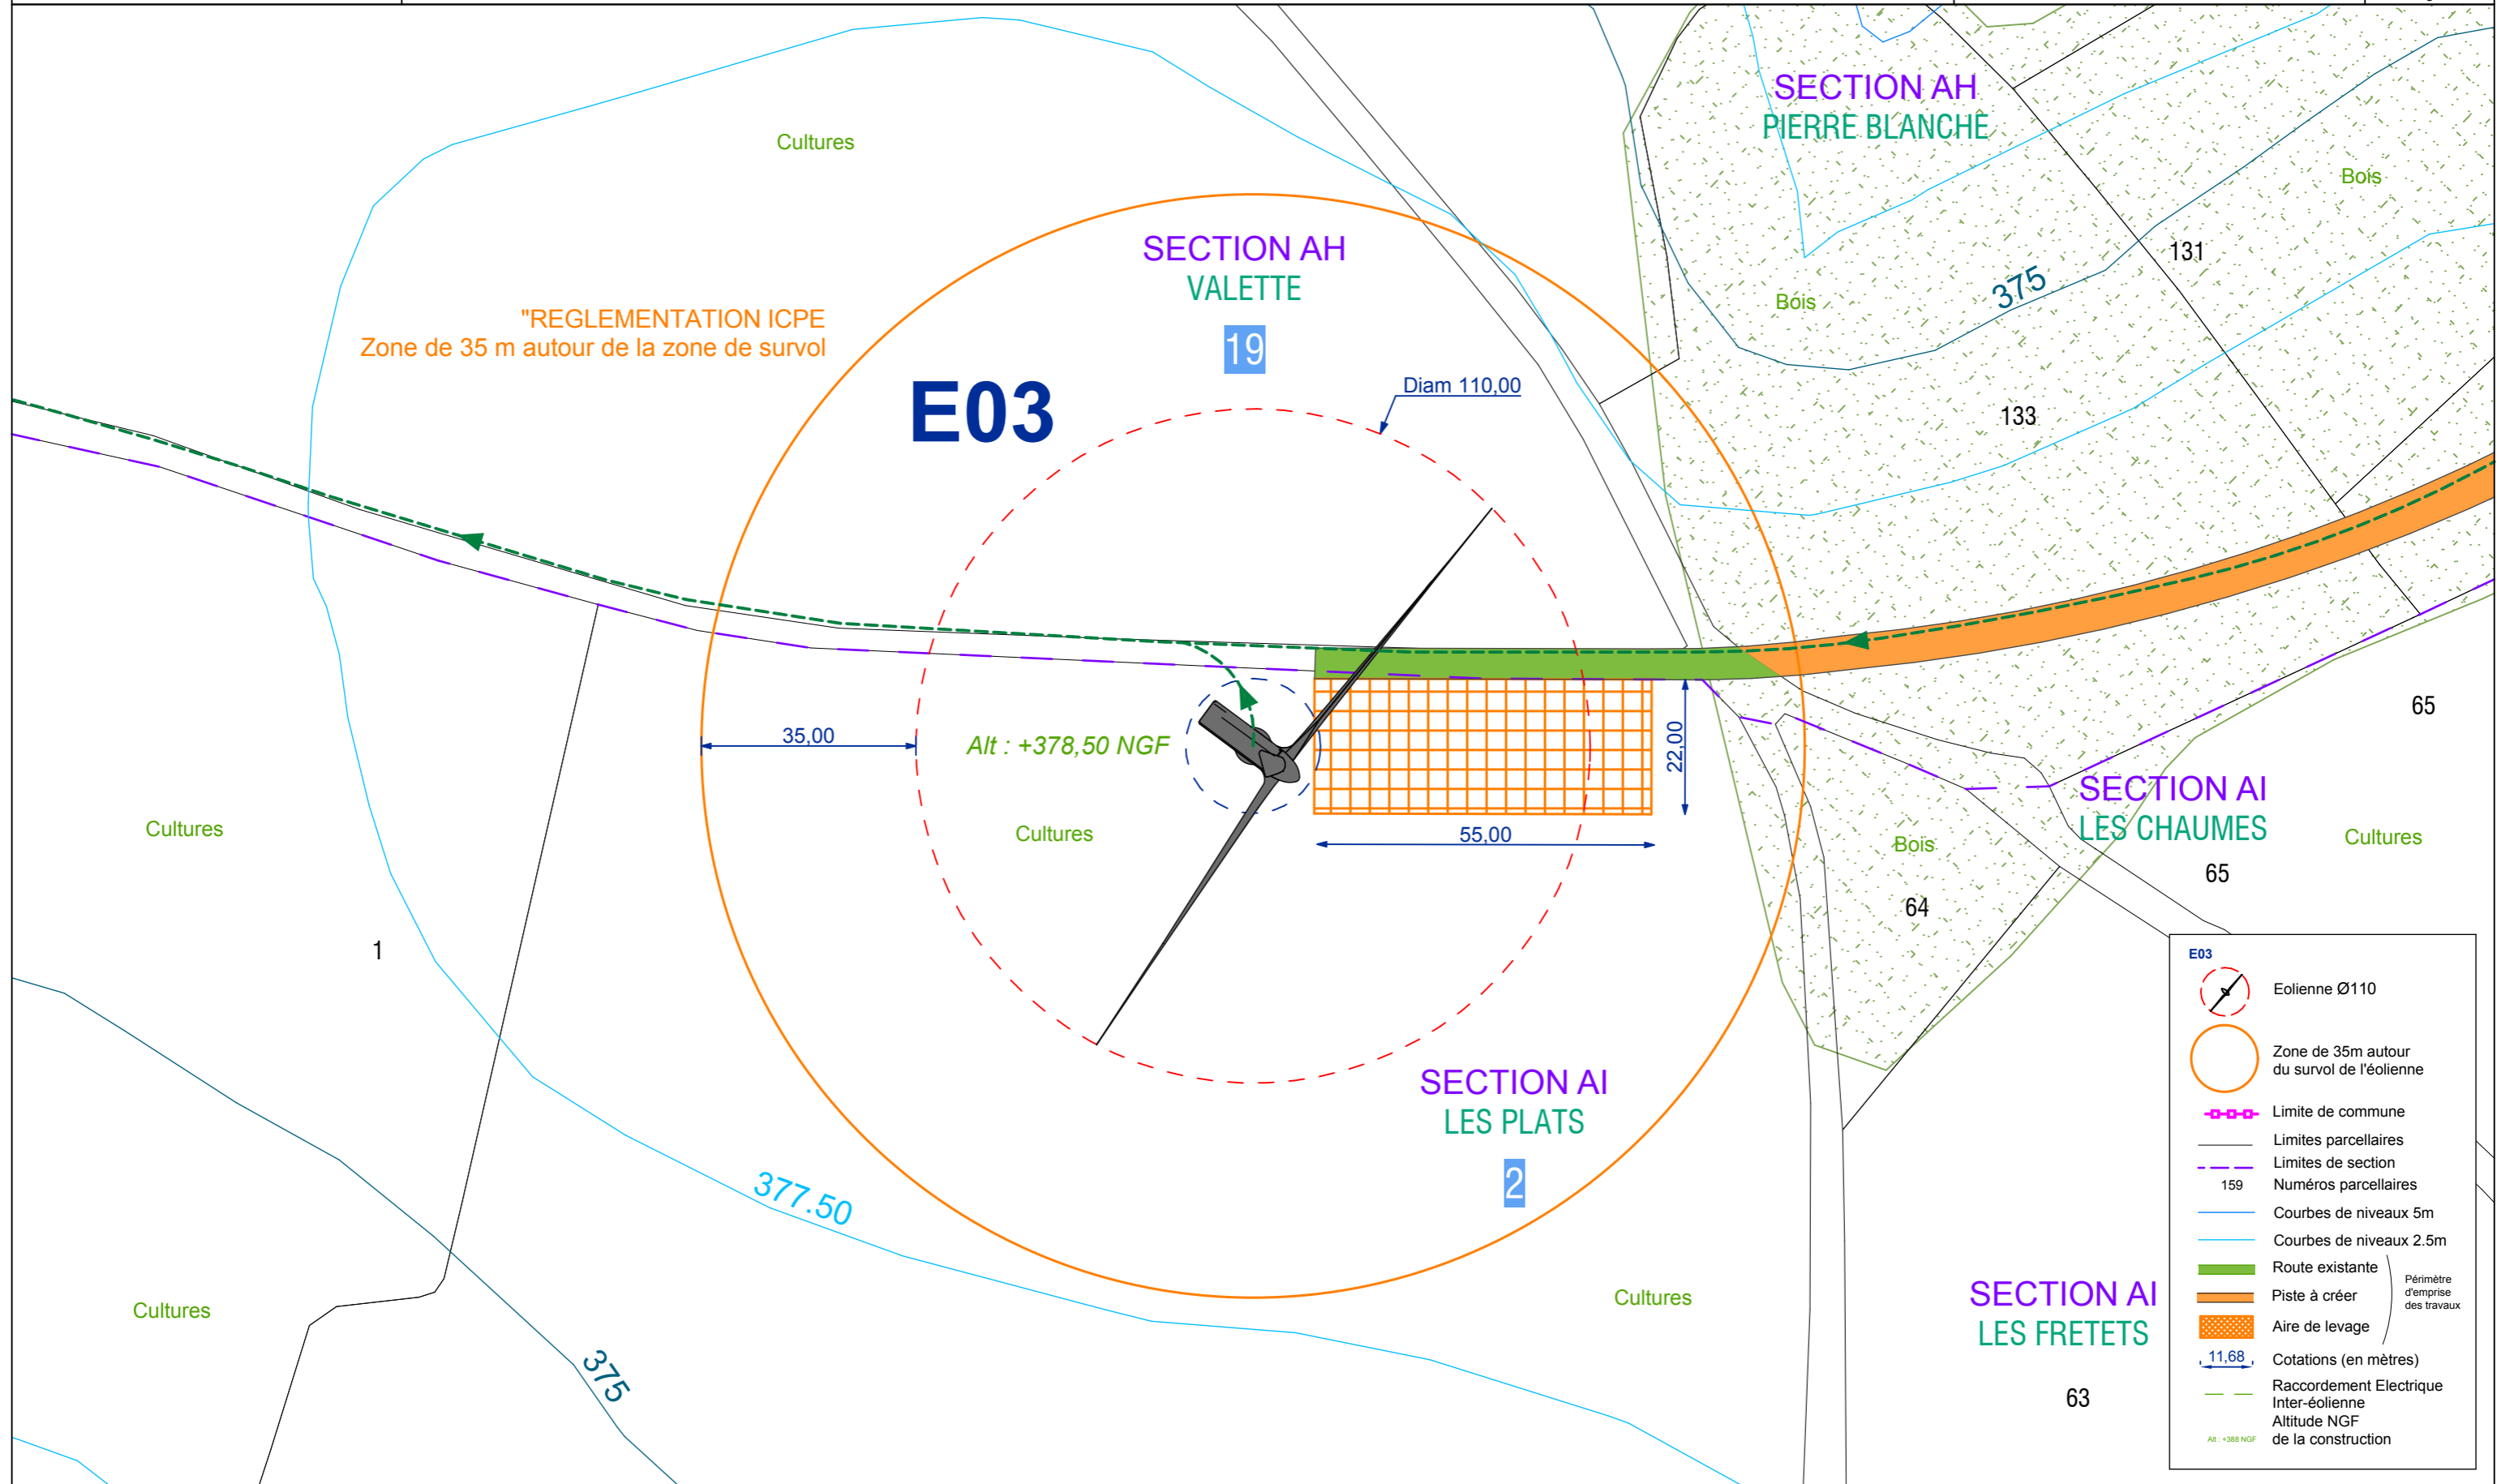 SECTION AH
PIERRE BLANCHE
Cultures
Bois
SECTION AH
VALETTE
19
131
375
Bois
"REGLEMENTATION ICPE
Zone de 35 m autour de la zone de survol
E03
Diam 110,00
133
35,00
Alt : +378,50 NGF
22,00
55,00
65
SECTION AI
LES CHAUMES
65
Cultures
Cultures
Cultures
Bois
64
1
SECTION AI
LES PLATS
2
377.50
375
Cultures
Cultures
SECTION AI
LES FRETETS
63
E03
Eolienne Ø110
Zone de 35m autour
du survol de l'éolienne
Limite de commune
Limites parcellaires
Limites de section
159 Numéros parcellaires
Courbes de niveaux 5m
Courbes de niveaux 2.5m
Route existante
Piste à créer
Aire de levage
Périmètre
d'emprise
des travaux
11,68 Cotations (en mètres)
Raccordement Electrique
Inter-éolienne
Altitude NGF
Alt : +388 NGF de la construction